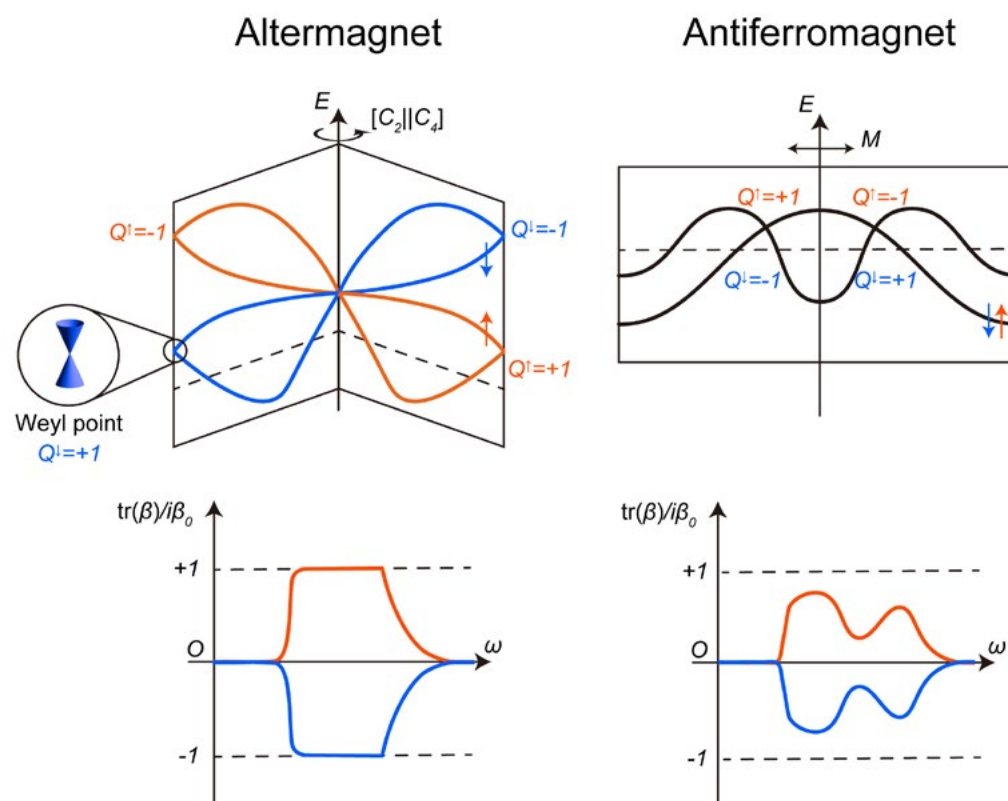 Altermagnet
Antiferromagnet
E
[C₂||C₄]
E
M
Q↑=-1
Q↓=-1
Q↑=+1
Q↑=-1
Q↓=-1
Q↓=+1
Q↑=+1
Weyl point
Q↓=+1
tr(β)/iβ₀
+1
O
ω
-1
tr(β)/iβ₀
+1
O
ω
-1